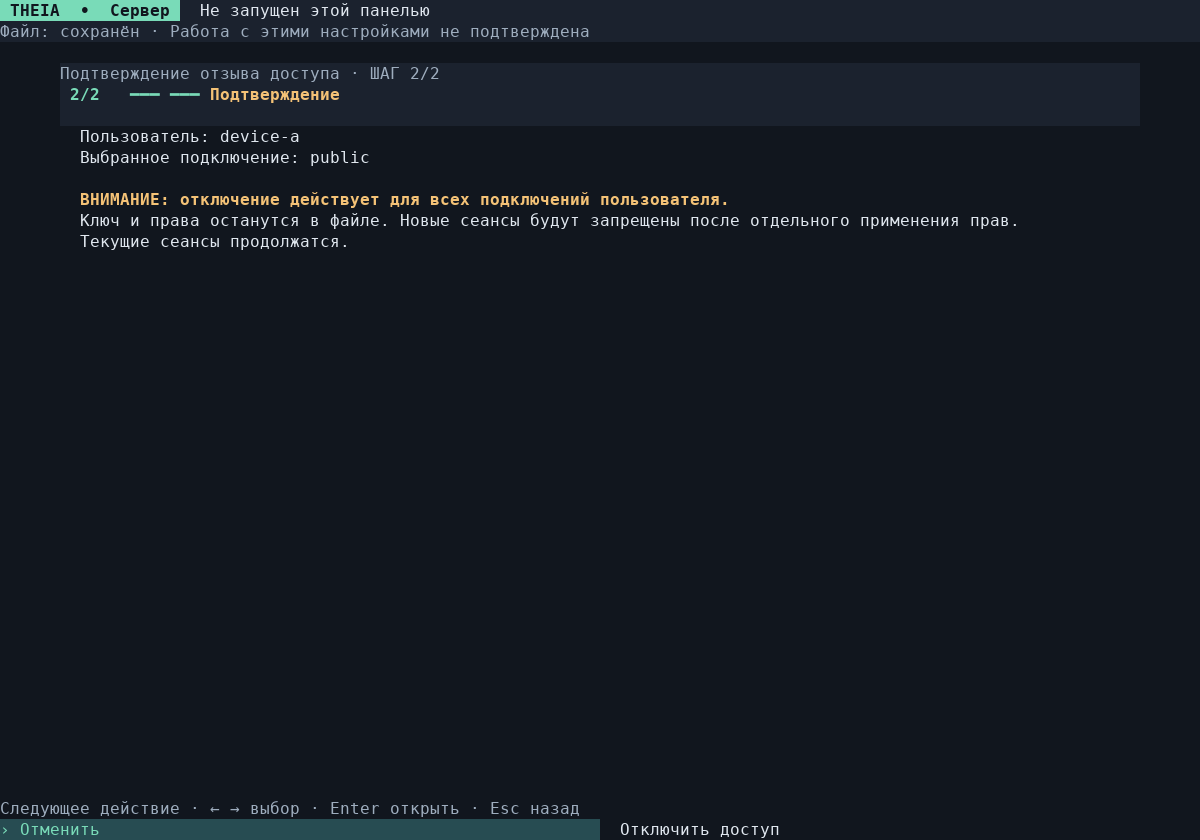 THEIA • Сервер Не запущен этой панелью
Файл: сохранён · Работа с этими настройками не подтверждена
Подтверждение отзыва доступа · ШАГ 2/2
2/2 ━━━ ━━━ Подтверждение
Пользователь: device-a
Выбранное подключение: public
ВНИМАНИЕ: отключение действует для всех подключений пользователя.
Ключ и права останутся в файле. Новые сеансы будут запрещены после отдельного применения прав.
Текущие сеансы продолжатся.
Следующее действие · ← → выбор · Enter открыть · Esc назад
› Отменить Отключить доступ